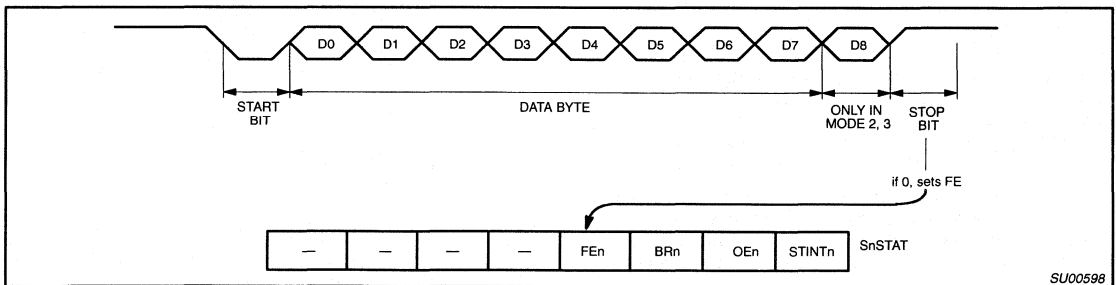 D0 D1 D2 D3 D4 D5 D6 D7 D8
START BIT
DATA BYTE
ONLY IN MODE 2, 3
STOP BIT
if 0, sets FE
— — — — FEn BRn OEn STINTn SnSTAT
SU00598